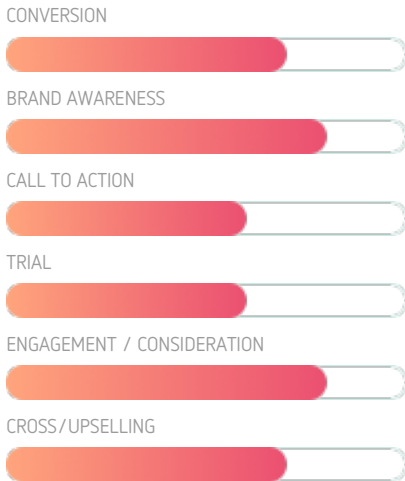 CONVERSION
BRAND AWARENESS
CALL TO ACTION
TRIAL
ENGAGEMENT / CONSIDERATION
CROSS/UPSELLING